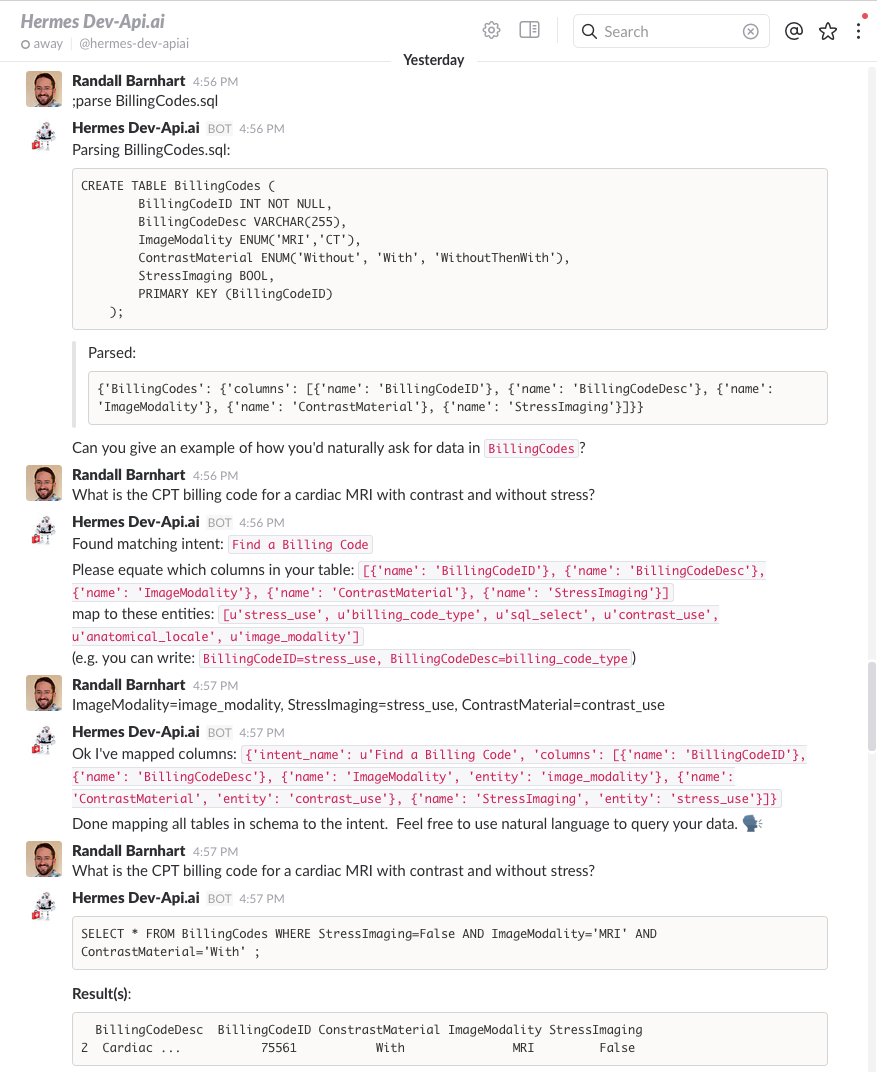 Hermes Dev-Api.ai
away | @hermes-dev-apiai
Search
Yesterday
Randall Barnhart 4:56 PM
;parse BillingCodes.sql
Hermes Dev-Api.ai BOT 4:56 PM
Parsing BillingCodes.sql:
CREATE TABLE BillingCodes (
BillingCodeID INT NOT NULL,
BillingCodeDesc VARCHAR(255),
ImageModality ENUM('MRI','CT'),
ContrastMaterial ENUM('Without', 'With', 'WithoutThenWith'),
StressImaging BOOL,
PRIMARY KEY (BillingCodeID)
);
Parsed:
{'BillingCodes': {'columns': [{'name': 'BillingCodeID'}, {'name': 'BillingCodeDesc'}, {'name':
'ImageModality'}, {'name': 'ContrastMaterial'}, {'name': 'StressImaging'}]}}
Can you give an example of how you'd naturally ask for data in BillingCodes?
Randall Barnhart 4:56 PM
What is the CPT billing code for a cardiac MRI with contrast and without stress?
Hermes Dev-Api.ai BOT 4:56 PM
Found matching intent: Find a Billing Code
Please equate which columns in your table: [{'name': 'BillingCodeID'}, {'name': 'BillingCodeDesc'},
{'name': 'ImageModality'}, {'name': 'ContrastMaterial'}, {'name': 'StressImaging'}]
map to these entities: [u'stress_use', u'billing_code_type', u'sql_select', u'contrast_use',
u'anatomical_locale', u'image_modality']
(e.g. you can write: BillingCodeID=stress_use, BillingCodeDesc=billing_code_type)
Randall Barnhart 4:57 PM
ImageModality=image_modality, StressImaging=stress_use, ContrastMaterial=contrast_use
Hermes Dev-Api.ai BOT 4:57 PM
Ok I've mapped columns: {'intent_name': u'Find a Billing Code', 'columns': [{'name': 'BillingCodeID'},
{'name': 'BillingCodeDesc'}, {'name': 'ImageModality', 'entity': 'image_modality'}, {'name':
'ContrastMaterial', 'entity': 'contrast_use'}, {'name': 'StressImaging', 'entity': 'stress_use'}]}
Done mapping all tables in schema to the intent. Feel free to use natural language to query your data.
Randall Barnhart 4:57 PM
What is the CPT billing code for a cardiac MRI with contrast and without stress?
Hermes Dev-Api.ai BOT 4:57 PM
SELECT * FROM BillingCodes WHERE StressImaging=False AND ImageModality='MRI' AND
ContrastMaterial='With' ;
Result(s):
BillingCodeDesc BillingCodeID ConstrastMaterial ImageModality StressImaging
2 Cardiac ... 75561 With MRI False